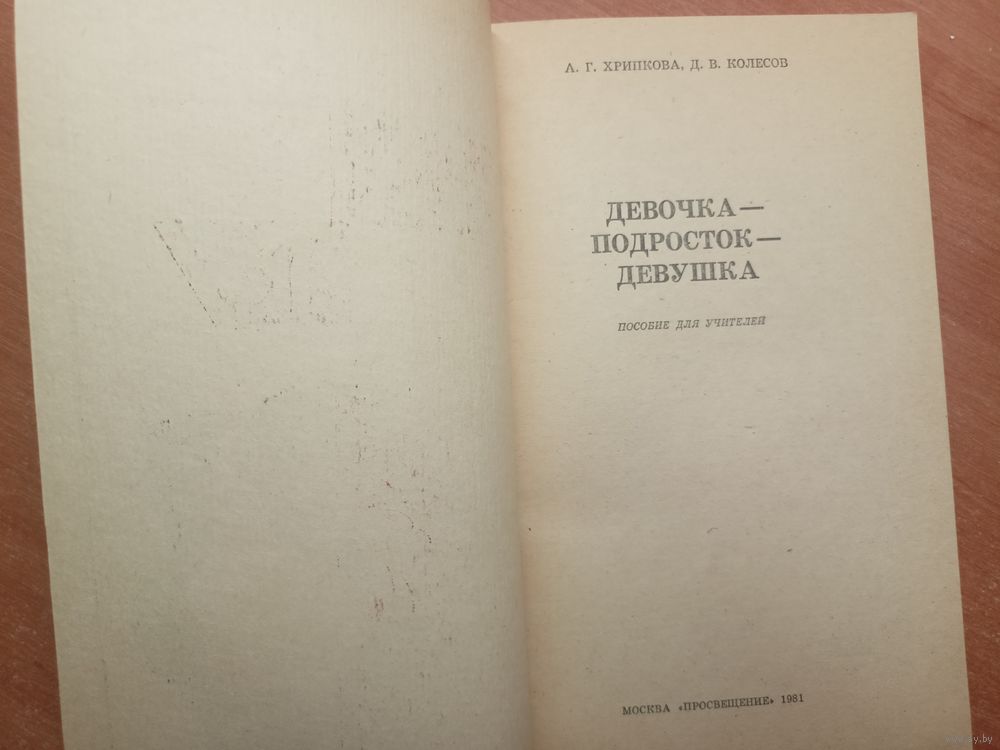 А. Г. ХРИПКОВА, Д. В. КОЛЕСОВ
ДЕВОЧКА—
ПОДРОСТОК—
ДЕВУШКА
ПОСОБИЕ ДЛЯ УЧИТЕЛЕЙ
МОСКВА «ПРОСВЕЩЕНИЕ» 1981